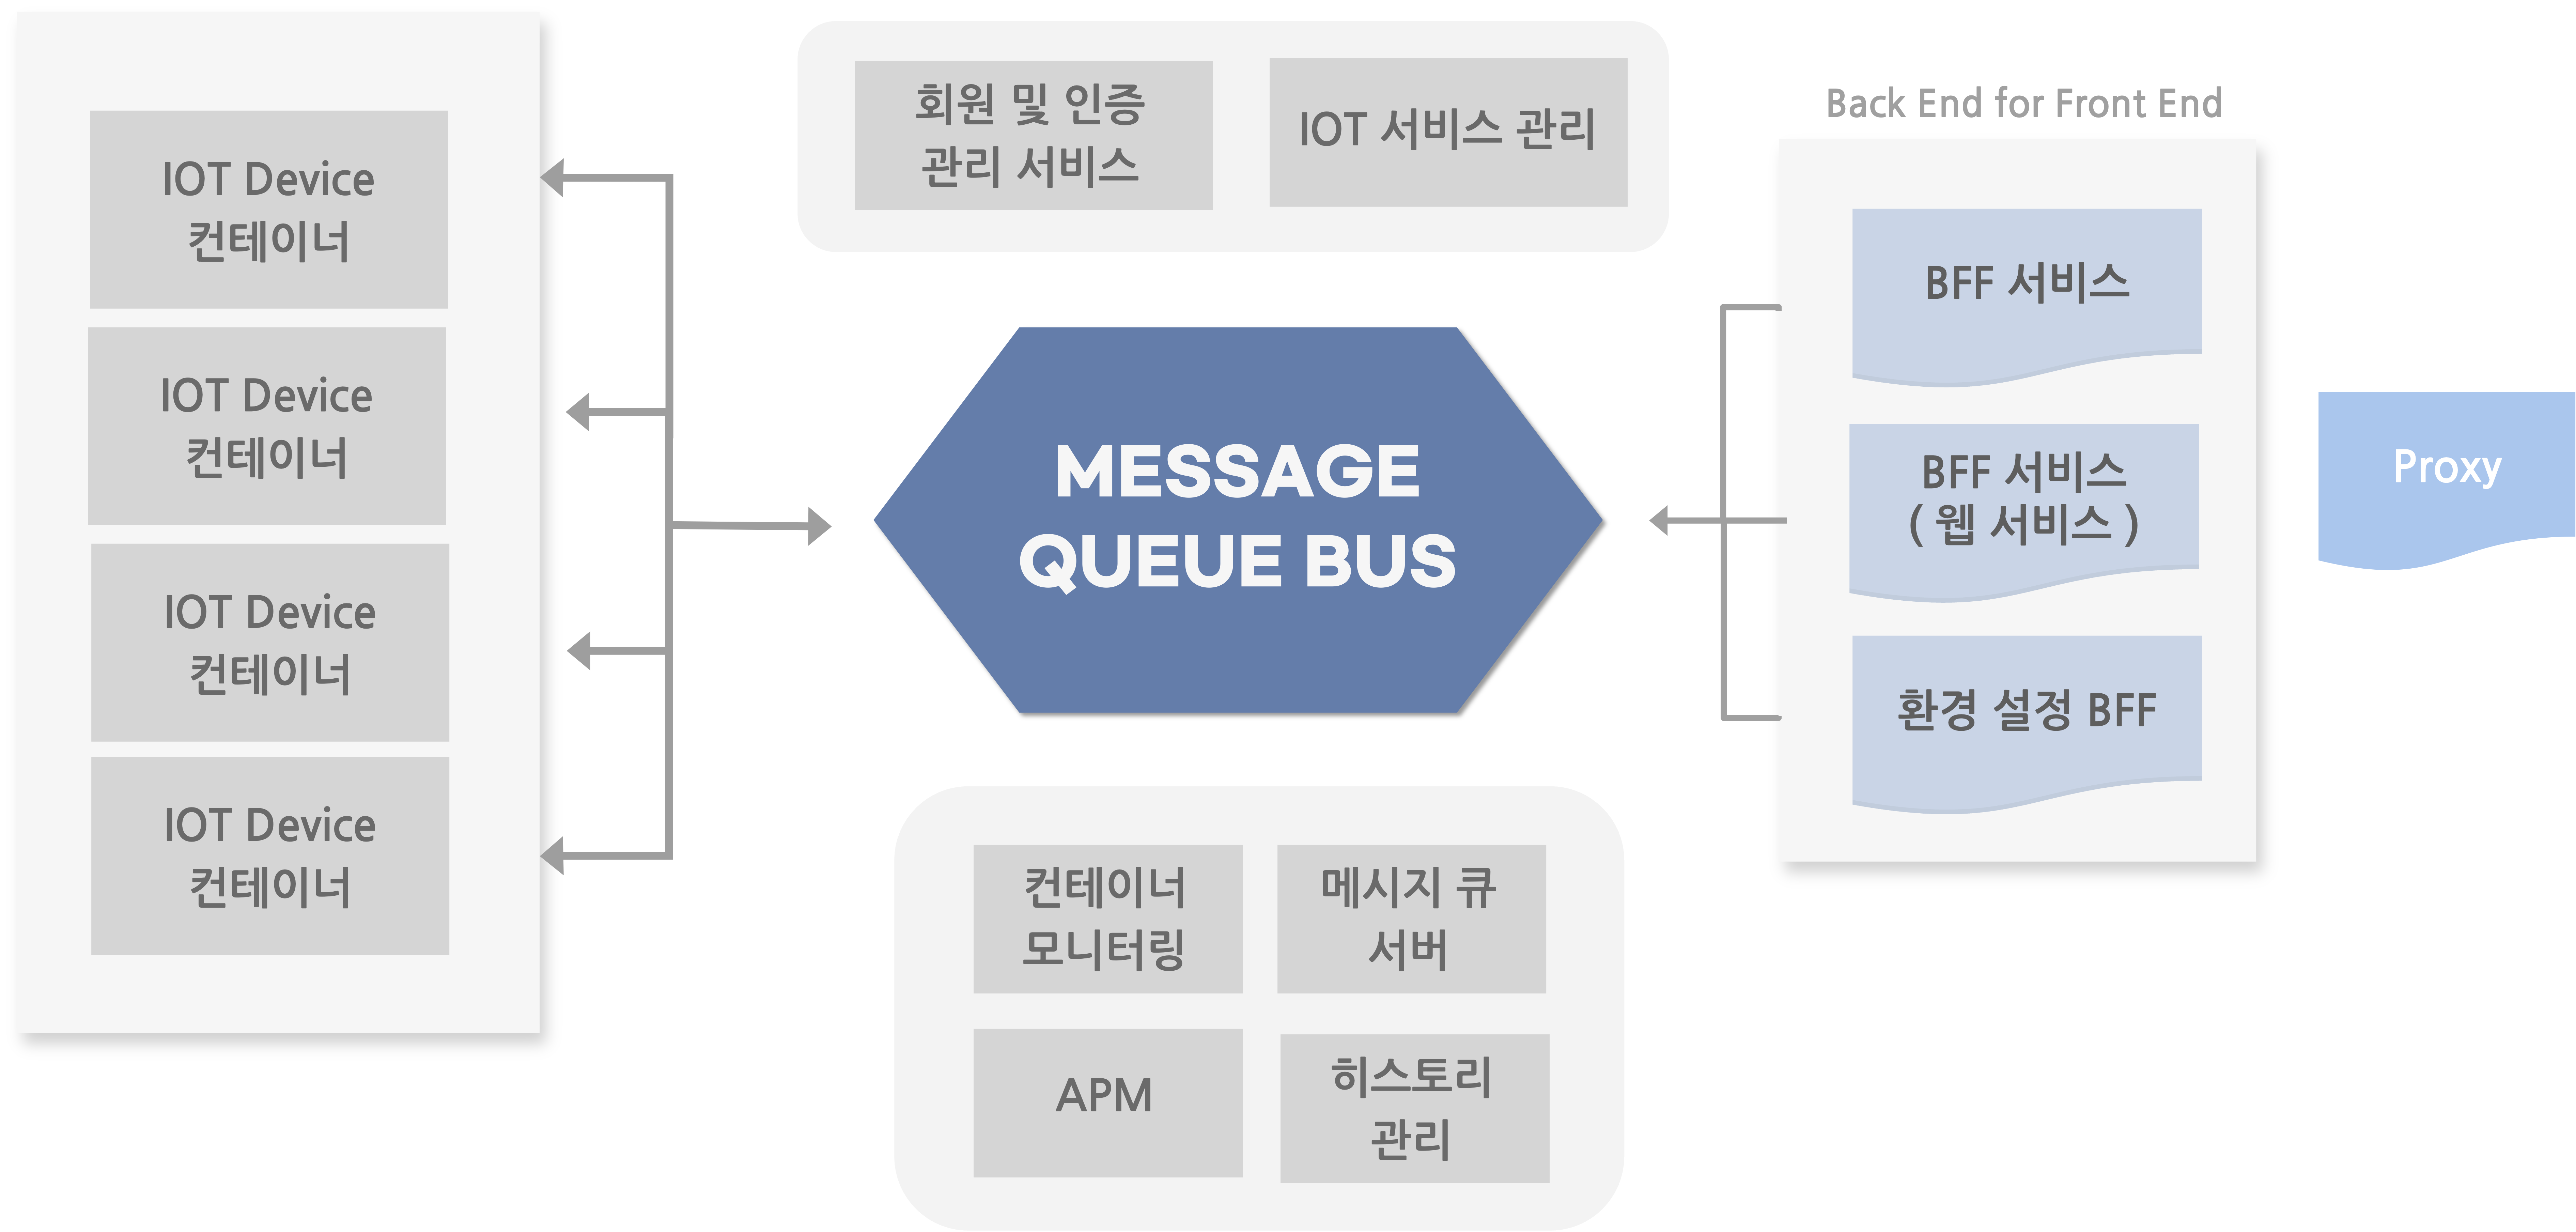 IOT Device
컨테이너
IOT Device
컨테이너
IOT Device
컨테이너
IOT Device
컨테이너
회원 및 인증
관리 서비스
IOT 서비스 관리
MESSAGE
QUEUE BUS
컨테이너
모니터링
메시지 큐
서버
APM
히스토리
관리
Back End for Front End
BFF 서비스
BFF 서비스
( 웹 서비스 )
환경 설정 BFF
Proxy